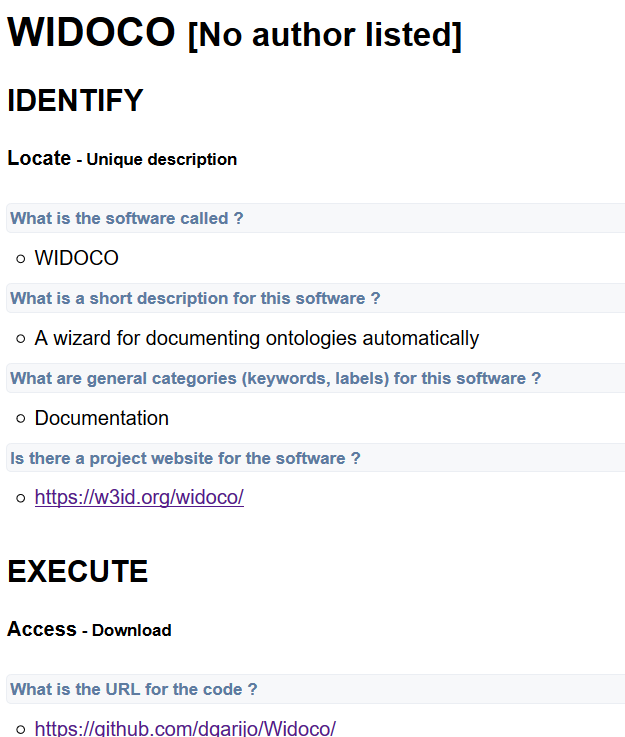 WIDOCO [No author listed]
IDENTIFY
Locate - Unique description
What is the software called ?
WIDOCO
What is a short description for this software ?
A wizard for documenting ontologies automatically
What are general categories (keywords, labels) for this software ?
Documentation
Is there a project website for the software ?
https://w3id.org/widoco/
EXECUTE
Access - Download
What is the URL for the code ?
https://github.com/dgarijo/Widoco/